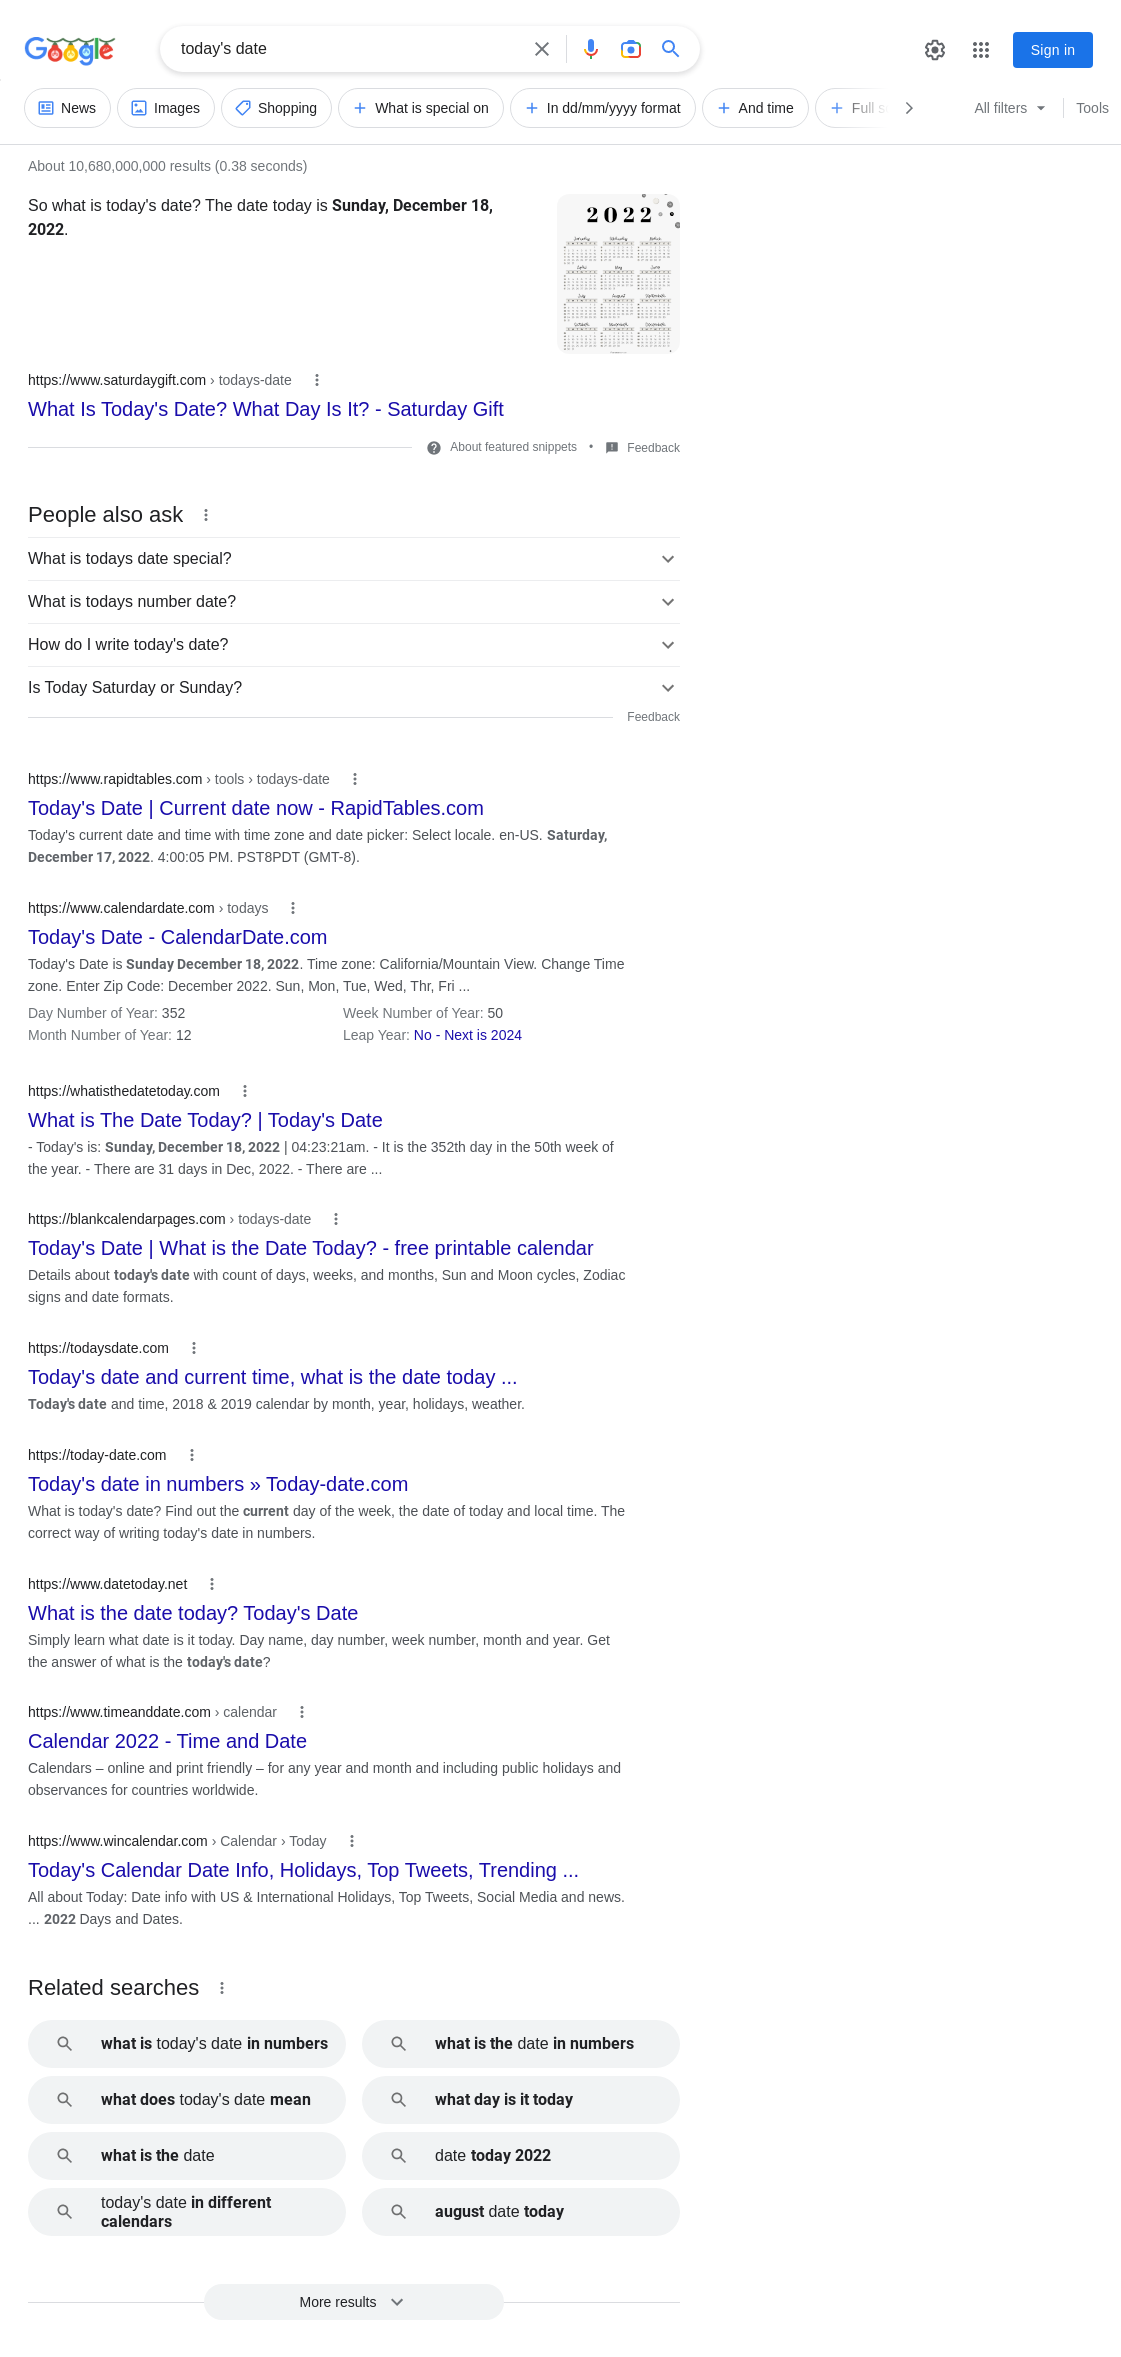 Google
today's date
Sign in
News
Images
Shopping
What is special on
In dd/mm/yyyy format
And time
Full
All filters
Tools
About 10,680,000,000 results (0.38 seconds)
So what is today's date? The date today is Sunday, December 18,
2022.
2022
https://www.saturdaygift.com › todays-date
What Is Today's Date? What Day Is It? - Saturday Gift
About featured snippets
•
Feedback
People also ask
What is todays date special?
What is todays number date?
How do I write today's date?
Is Today Saturday or Sunday?
Feedback
https://www.rapidtables.com › tools › todays-date
Today's Date | Current date now - RapidTables.com
Today's current date and time with time zone and date picker: Select locale. en-US. Saturday,
December 17, 2022. 4:00:05 PM. PST8PDT (GMT-8).
https://www.calendardate.com › todays
Today's Date - CalendarDate.com
Today's Date is Sunday December 18, 2022. Time zone: California/Mountain View. Change Time
zone. Enter Zip Code: December 2022. Sun, Mon, Tue, Wed, Thr, Fri ...
Day Number of Year: 352
Week Number of Year: 50
Month Number of Year: 12
Leap Year: No - Next is 2024
https://whatisthedatetoday.com
What is The Date Today? | Today's Date
- Today's is: Sunday, December 18, 2022 | 04:23:21am. - It is the 352th day in the 50th week of
the year. - There are 31 days in Dec, 2022. - There are ...
https://blankcalendarpages.com › todays-date
Today's Date | What is the Date Today? - free printable calendar
Details about today's date with count of days, weeks, and months, Sun and Moon cycles, Zodiac
signs and date formats.
https://todaysdate.com
Today's date and current time, what is the date today ...
Today's date and time, 2018 & 2019 calendar by month, year, holidays, weather.
https://today-date.com
Today's date in numbers » Today-date.com
What is today's date? Find out the current day of the week, the date of today and local time. The
correct way of writing today's date in numbers.
https://www.datetoday.net
What is the date today? Today's Date
Simply learn what date is it today. Day name, day number, week number, month and year. Get
the answer of what is the today's date?
https://www.timeanddate.com › calendar
Calendar 2022 - Time and Date
Calendars – online and print friendly – for any year and month and including public holidays and
observances for countries worldwide.
https://www.wincalendar.com › Calendar › Today
Today's Calendar Date Info, Holidays, Top Tweets, Trending ...
All about Today: Date info with US & International Holidays, Top Tweets, Social Media and news.
... 2022 Days and Dates.
Related searches
what is today's date in numbers
what is the date in numbers
what does today's date mean
what day is it today
what is the date
date today 2022
today's date in different
calendars
august date today
More results